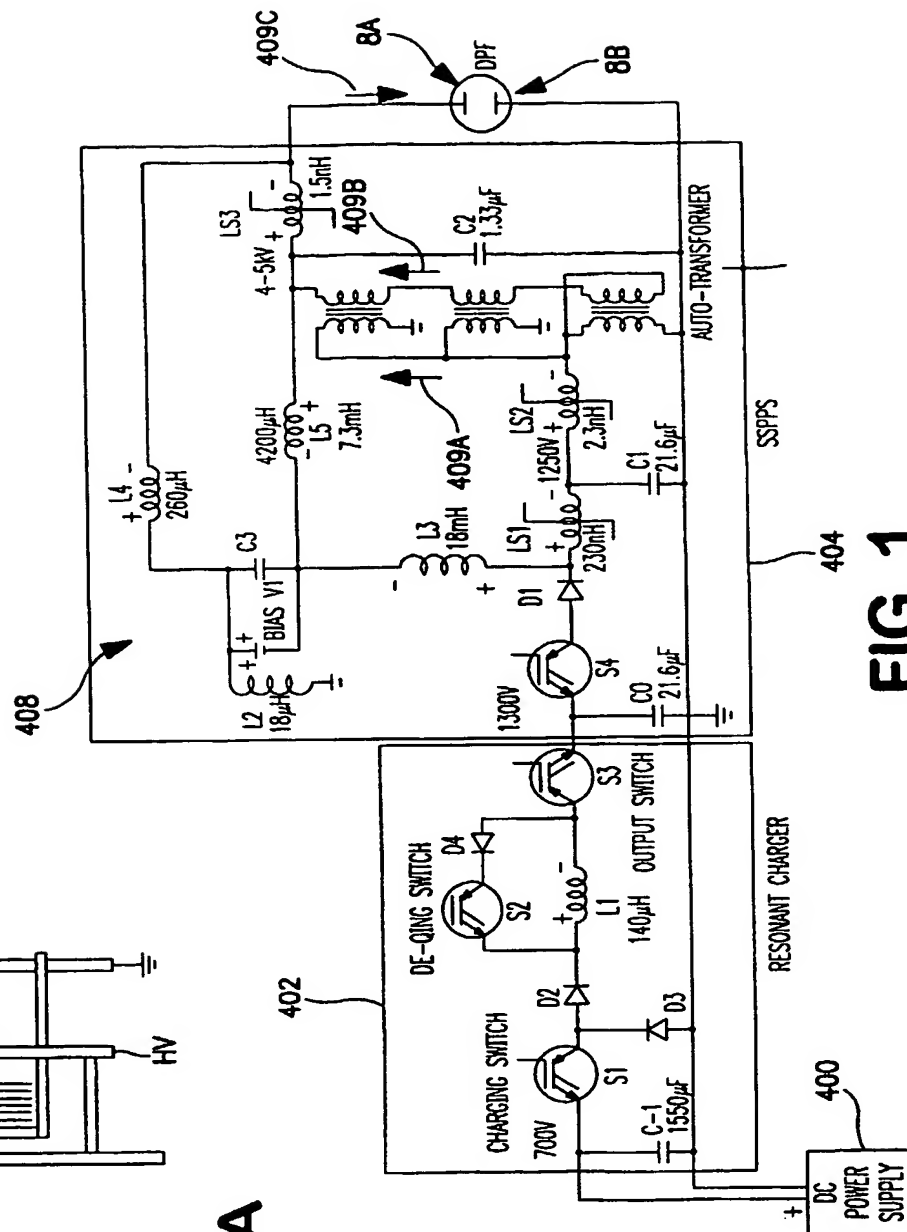 408
409C
8A
DPF
8B
L4
260μH
C3
BIAS V1
L2
18μH
4200μH
L5
7.3mH
4-5kV
LS3
1.5nH
409B
C2
1.33μF
409A
L3
18mH
1300V
S4
D1
LS1
230nH
1250V
LS2
2.3nH
C1
21.6μF
C0
21.6μF
AUTO-TRANSFORMER
SSPPS
404
402
DE-QING SWITCH
S2
D4
CHARGING SWITCH
700V
S1
D2
D3
L1
140μH
OUTPUT SWITCH
S3
C-1
1550μF
RESONANT CHARGER
400
DC
POWER
SUPPLY
HV
A
FIG 1